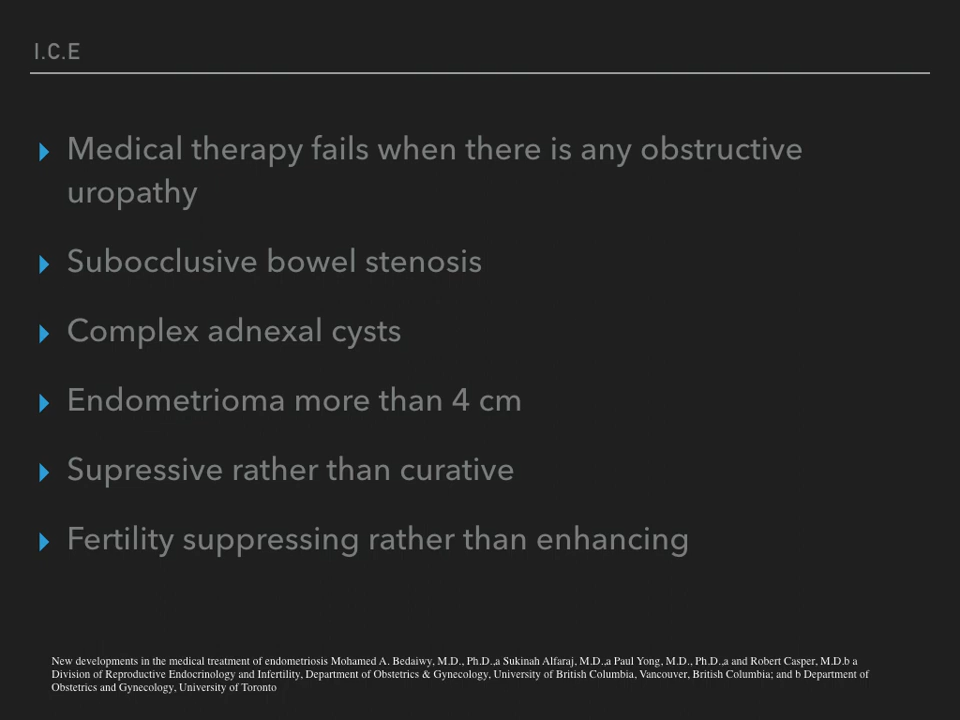 I.C.E
Medical therapy fails when there is any obstructive
uropathy
Subocclusive bowel stenosis
Complex adnexal cysts
Endometrioma more than 4 cm
Supressive rather than curative
Fertility suppressing rather than enhancing
New developments in the medical treatment of endometriosis Mohamed A. Bedaiwy, M.D., Ph.D.,a Sukinah Alfaraj, M.D.,a Paul Yong, M.D., Ph.D.,a and Robert Casper, M.D.b a
Division of Reproductive Endocrinology and Infertility, Department of Obstetrics & Gynecology, University of British Columbia, Vancouver, British Columbia; and b Department of
Obstetrics and Gynecology, University of Toronto